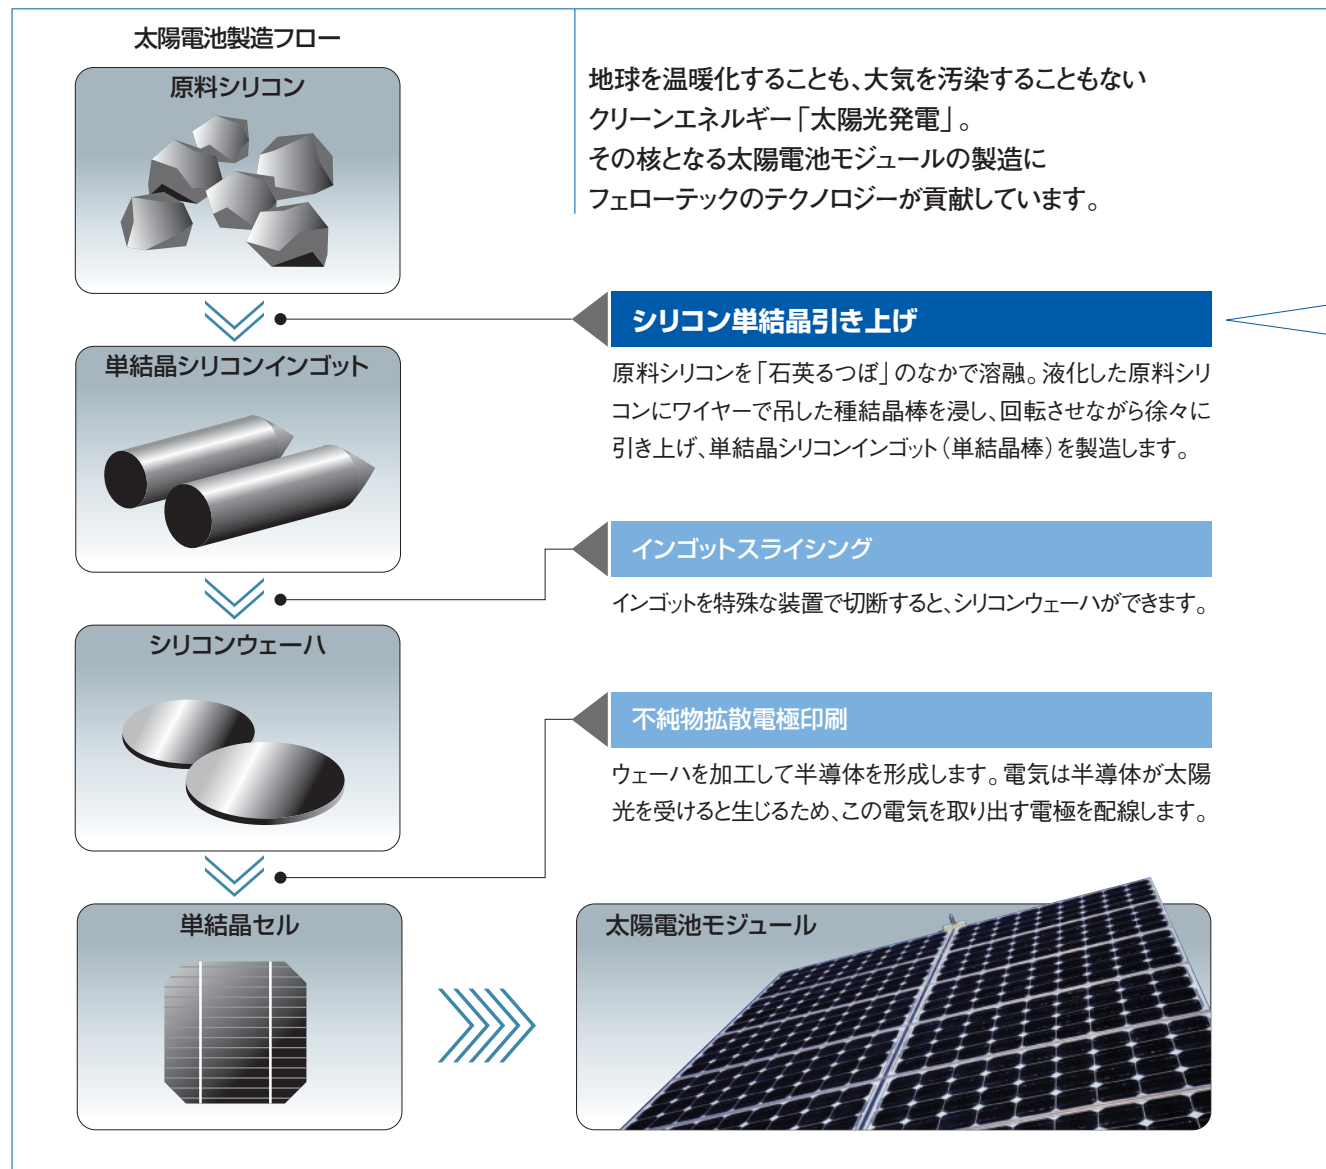 太陽電池製造フロー
原料シリコン
地球を温暖化することも、大気を汚染することもない
クリーンエネルギー「太陽光発電」。
その核となる太陽電池モジュールの製造に
フェローテックのテクノロジーが貢献しています。
シリコン単結晶引き上げ
原料シリコンを「石英るつぼ」のなかで溶融。液化した原料シリ
コンにワイヤーで吊した種結晶棒を浸し、回転させながら徐々に
引き上げ、単結晶シリコンインゴット（単結晶棒）を製造します。
単結晶シリコンインゴット
インゴットスライシング
インゴットを特殊な装置で切断すると、シリコンウェーハができます。
シリコンウェーハ
不純物拡散電極印刷
ウェーハを加工して半導体を形成します。電気は半導体が太陽
光を受けると生じるため、この電気を取り出す電極を配線します。
単結晶セル
太陽電池モジュール